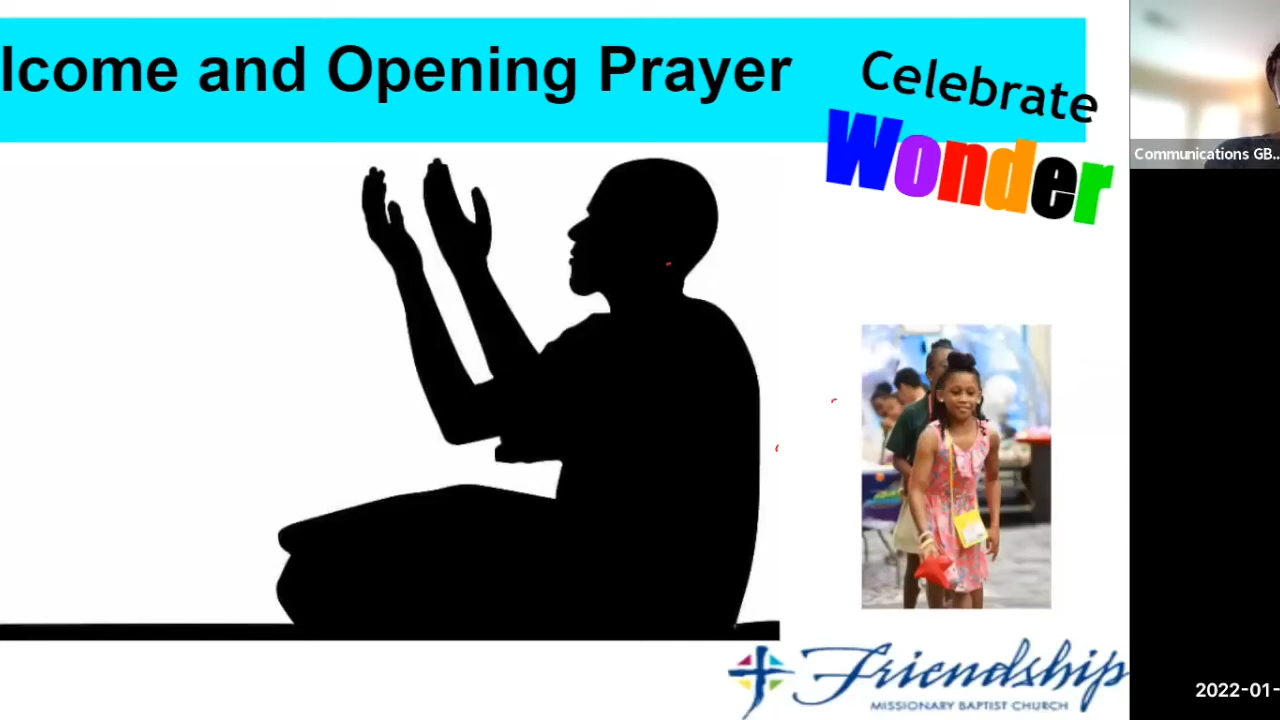 lcome and Opening Prayer
Celebrate
Wonder
Communications GB...
Friendship
MISSIONARY BAPTIST CHURCH
2022-01-